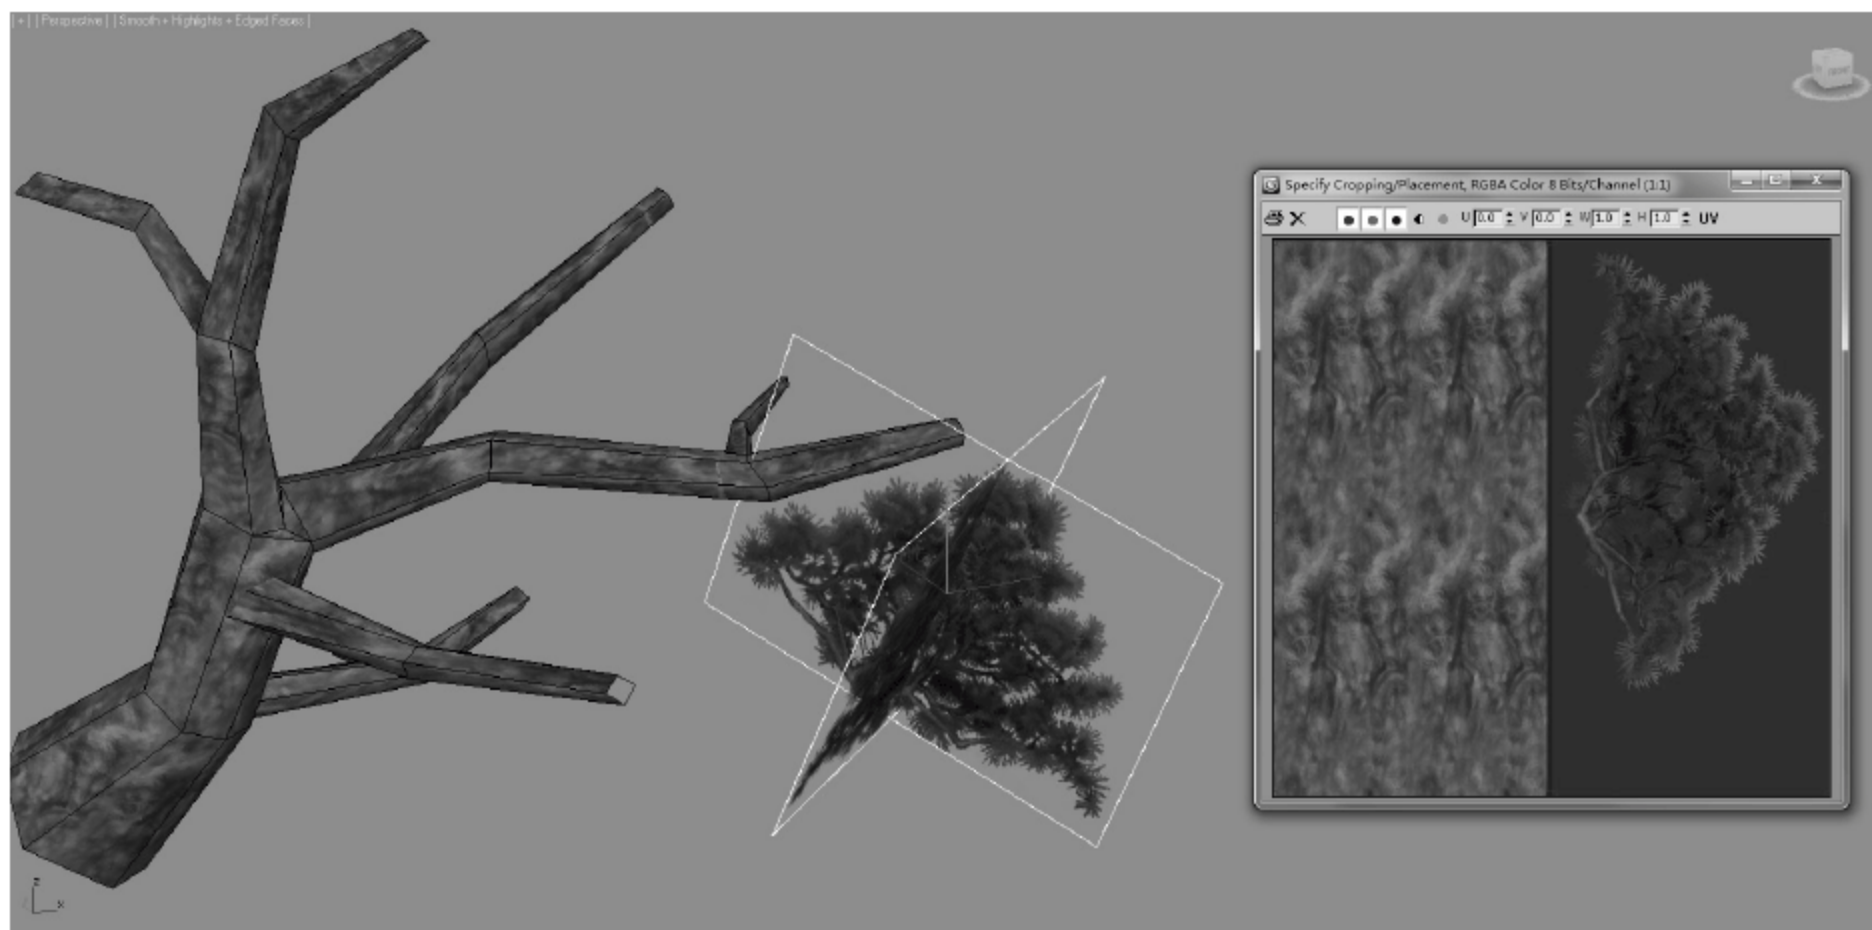 [ + ] [ Perspective ] [ Smooth + Highlights + Edged Faces ]
FRONT
Specify Cropping/Placement, RGBA Color 8 Bits/Channel (1:1)
U 0.0 V 0.0 W 1.0 H 1.0 UV
z
x